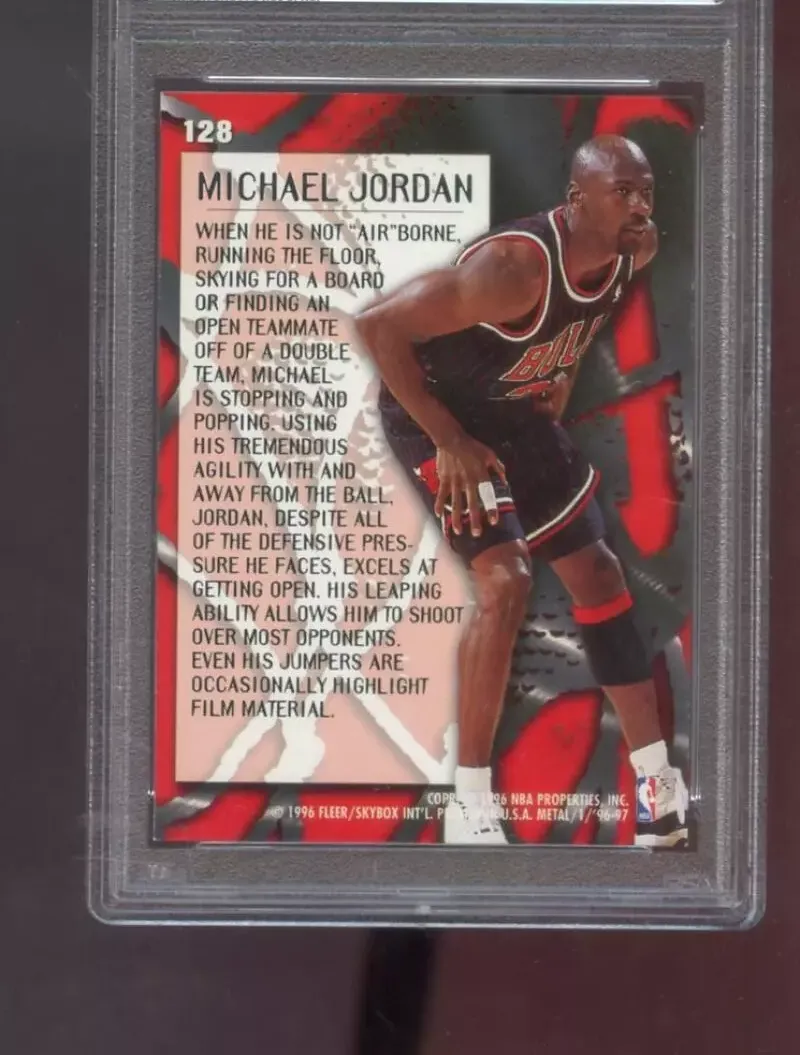 128
MICHAEL JORDAN
WHEN HE IS NOT "AIR"BORNE,
RUNNING THE FLOOR,
SKYING FOR A BOARD
OR FINDING AN
OPEN TEAMMATE
OFF OF A DOUBLE
TEAM, MICHAEL
IS STOPPING AND
POPPING. USING
HIS TREMENDOUS
AGILITY WITH AND
AWAY FROM THE BALL,
JORDAN, DESPITE ALL
OF THE DEFENSIVE PRES-
SURE HE FACES, EXCELS AT
GETTING OPEN. HIS LEAPING
ABILITY ALLOWS HIM TO SHOOT
OVER MOST OPPONENTS.
EVEN HIS JUMPERS ARE
OCCASIONALLY HIGHLIGHT
FILM MATERIAL.
BULL
1996 NBA PROPERTIES, INC.
© 1996 FLEER/SKYBOX INT'L. U.S.A. METAL/1/'96-97
NBA